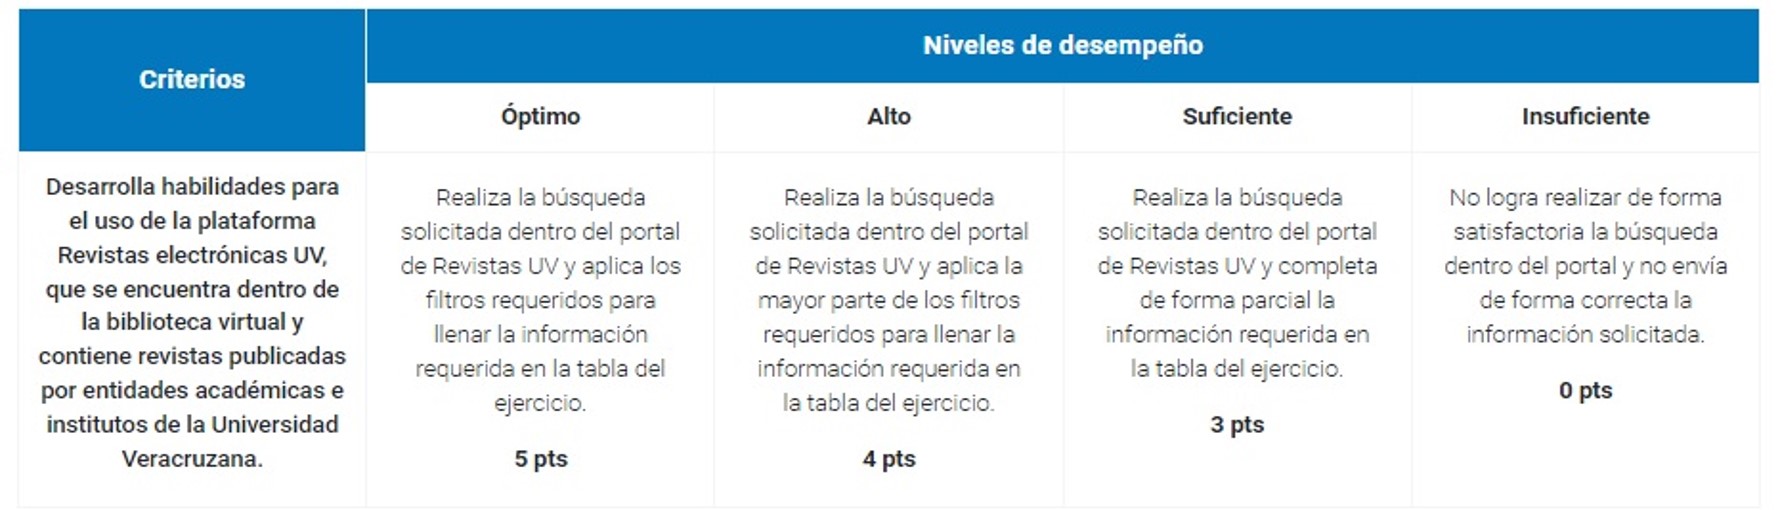 Criterios
Niveles de desempeño
Óptimo
Alto
Suficiente
Insuficiente
Desarrolla habilidades para
el uso de la plataforma
Revistas electrónicas UV,
que se encuentra dentro de
la biblioteca virtual y
contiene revistas publicadas
por entidades académicas e
institutos de la Universidad
Veracruzana.
Realiza la búsqueda
solicitada dentro del portal
de Revistas UV y aplica los
filtros requeridos para
llenar la información
requerida en la tabla del
ejercicio.
5 pts
Realiza la búsqueda
solicitada dentro del portal
de Revistas UV y aplica la
mayor parte de los filtros
requeridos para llenar la
información requerida en
la tabla del ejercicio.
4 pts
Realiza la búsqueda
solicitada dentro del portal
de Revistas UV y completa
de forma parcial la
información requerida en
la tabla del ejercicio.
3 pts
No logra realizar de forma
satisfactoria la búsqueda
dentro del portal y no envía
de forma correcta la
información solicitada.
0 pts